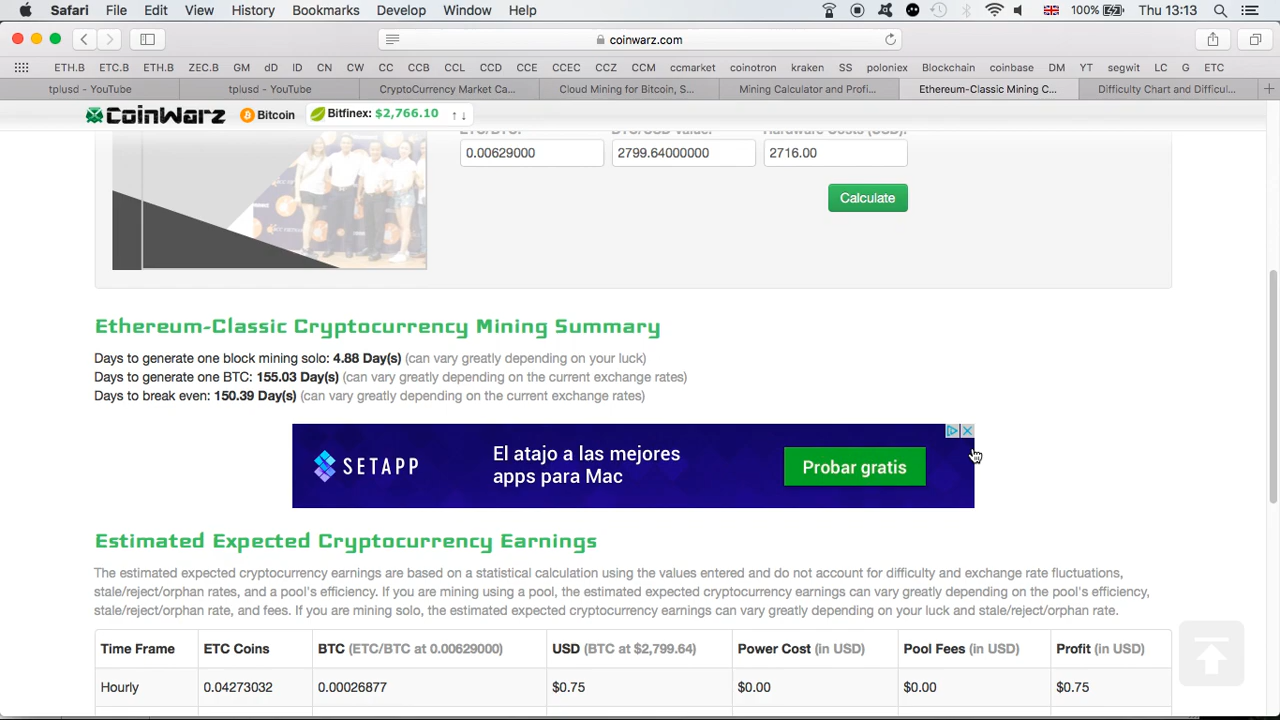 Safari File Edit View History Bookmarks Develop Window Help 100% Thu 13:13
coinwarz.com
ETH.B ETC.B ETH.B ZEC.B GM dD ID CN CW CC CCB CCL CCD CCE CCEC CCZ CCM ccmarket coinotron kraken SS poloniex Blockchain coinbase DM YT segwit LC G ETC
tplusd - YouTube tplusd - YouTube CryptoCurrency Market Ca... Cloud Mining for Bitcoin, S... Mining Calculator and Profi... Ethereum-Classic Mining C... Difficulty Chart and Difficul...
CoinWarz Bitcoin Bitfinex: $2,766.10 ↑↓
ETC/BTC: BTC/USD Value: Hardware Costs (USD):
0.00629000 2799.64000000 2716.00
Calculate
Ethereum-Classic Cryptocurrency Mining Summary
Days to generate one block mining solo: 4.88 Day(s) (can vary greatly depending on your luck)
Days to generate one BTC: 155.03 Day(s) (can vary greatly depending on the current exchange rates)
Days to break even: 150.39 Day(s) (can vary greatly depending on the current exchange rates)
SETAPP
El atajo a las mejores
apps para Mac
Probar gratis
Estimated Expected Cryptocurrency Earnings
The estimated expected cryptocurrency earnings are based on a statistical calculation using the values entered and do not account for difficulty and exchange rate fluctuations,
stale/reject/orphan rates, and a pool's efficiency. If you are mining using a pool, the estimated expected cryptocurrency earnings can vary greatly depending on the pool's efficiency,
stale/reject/orphan rate, and fees. If you are mining solo, the estimated expected cryptocurrency earnings can vary greatly depending on your luck and stale/reject/orphan rate.
Time Frame ETC Coins BTC (ETC/BTC at 0.00629000) USD (BTC at $2,799.64) Power Cost (in USD) Pool Fees (in USD) Profit (in USD)
Hourly 0.04273032 0.00026877 $0.75 $0.00 $0.00 $0.75